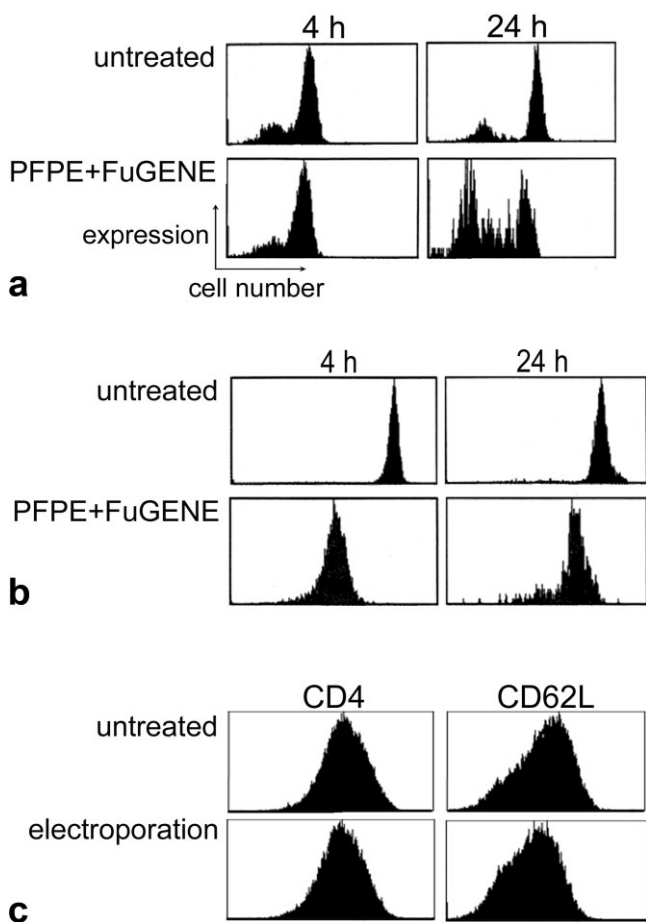 4 h 24 h
untreated
PFPE+FuGENE
expression
cell number
a
4 h 24 h
untreated
PFPE+FuGENE
b
CD4 CD62L
untreated
electroporation
c